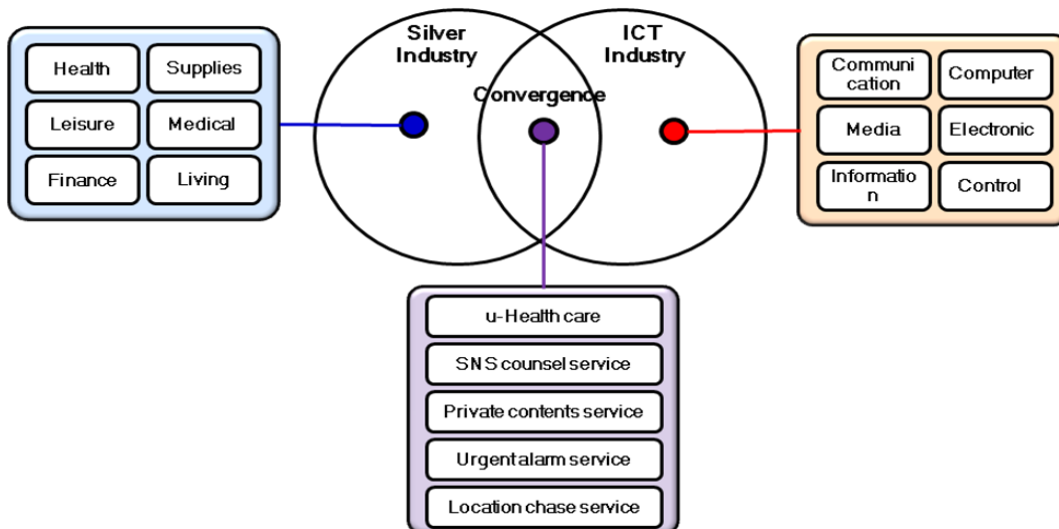 Silver
Industry
ICT
Industry
Convergence
Health
Supplies
Leisure
Medical
Finance
Living
Communi
cation
Computer
Media
Electronic
Informatio
n
Control
u-Health care
SNS counsel service
Private contents service
Urgent alarm service
Location chase service